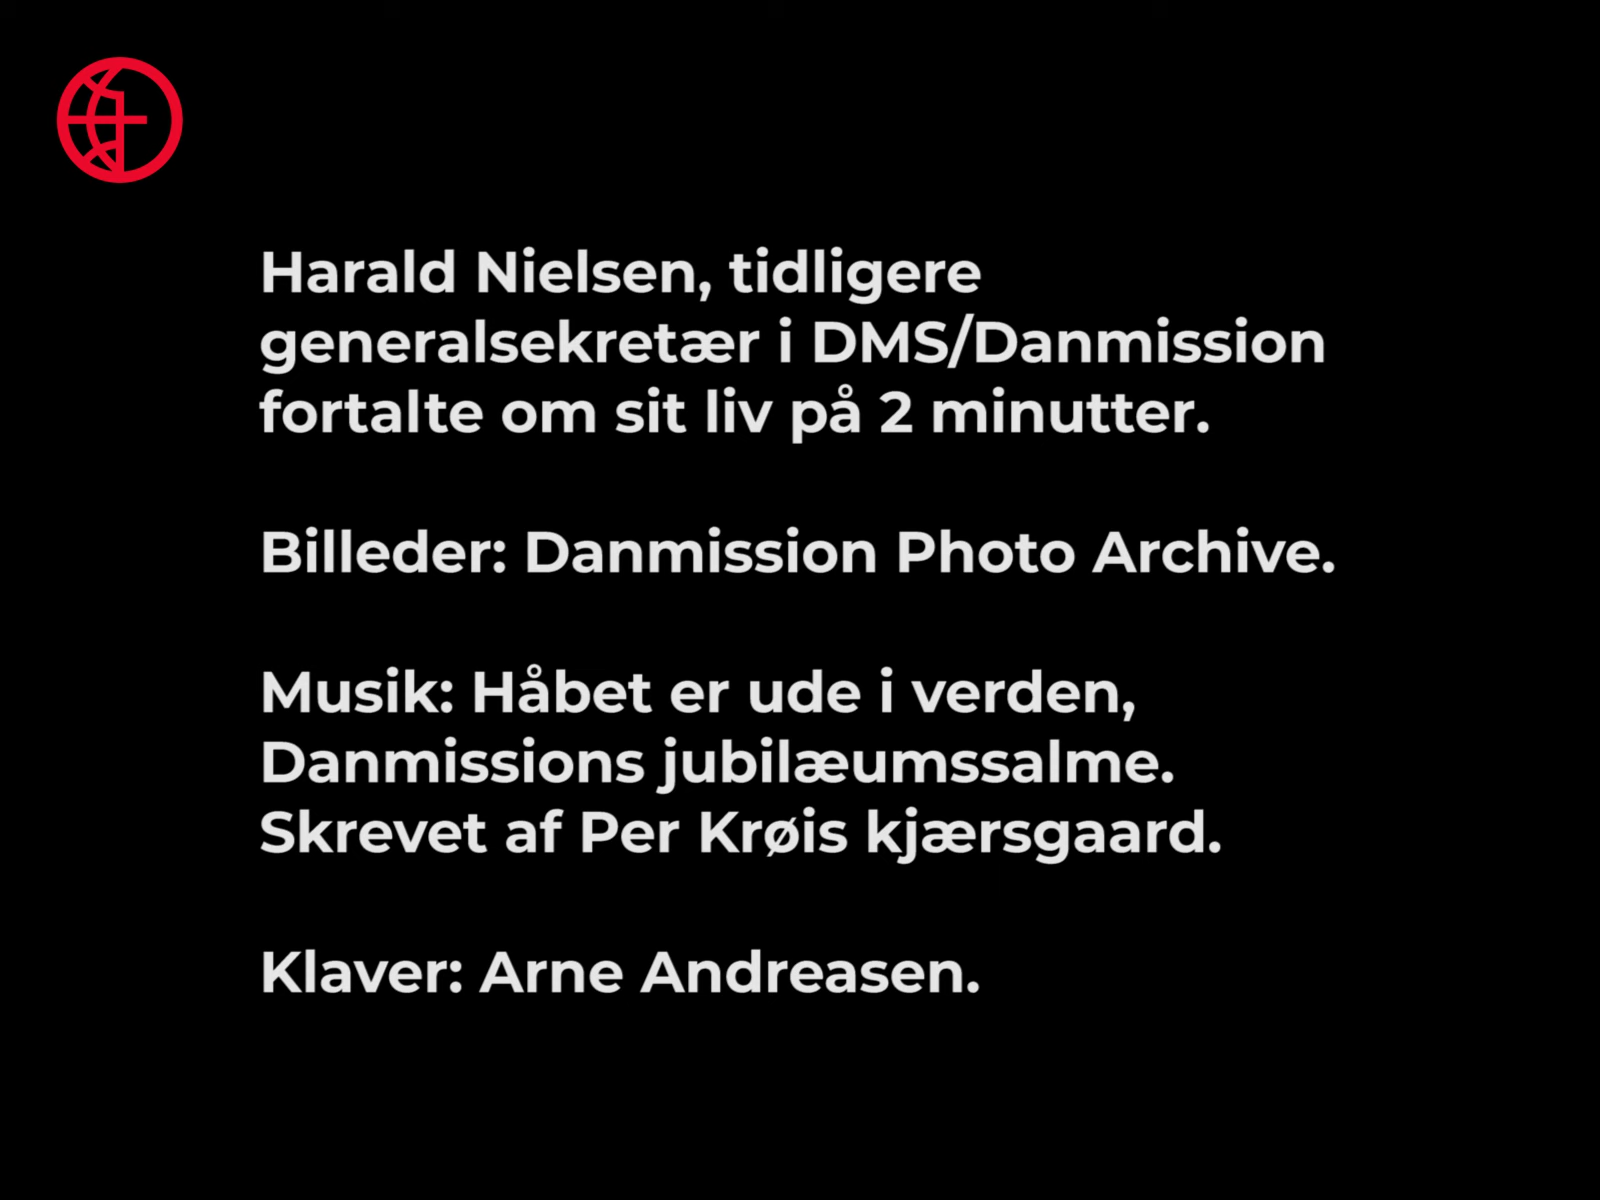 Harald Nielsen, tidligere
generalsekretær i DMS/Danmission
fortalte om sit liv på 2 minutter.
Billeder: Danmission Photo Archive.
Musik: Håbet er ude i verden,
Danmissions jubilæumssalme.
Skrevet af Per Krøis kjærsgaard.
Klaver: Arne Andreasen.